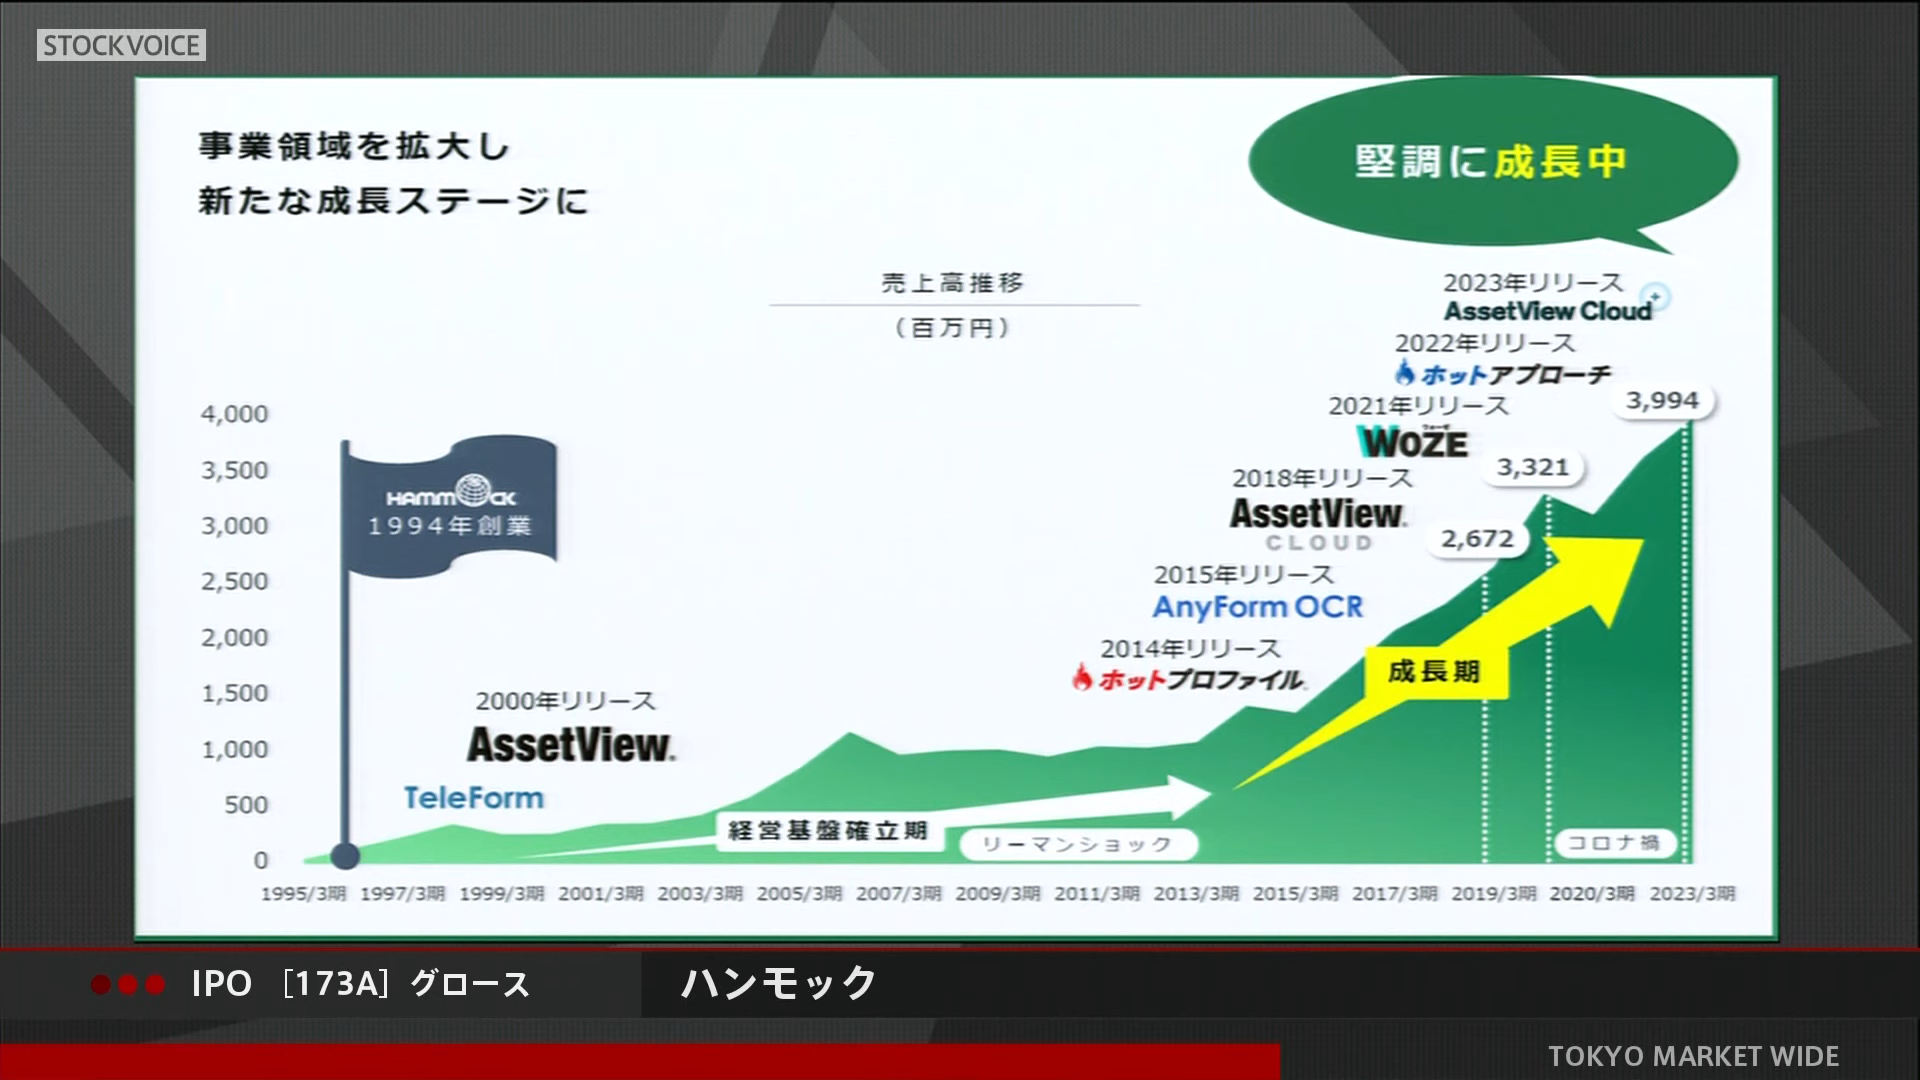 STOCKVOICE
事業領域を拡大し
新たな成長ステージに
堅調に成長中
売上高推移
(百万円)
2023年リリース
AssetView Cloud
+
2022年リリース
ホットアプローチ
3,994
2021年リリース
WOZE
3,321
2018年リリース
AssetView
CLOUD
2,672
2015年リリース
AnyForm OCR
2014年リリース
ホットプロファイル
成長期
4,000
3,500
3,000
2,500
2,000
1,500
1,000
500
0
HAMMOCK
1994年創業
2000年リリース
AssetView
TeleForm
経営基盤確立期
リーマンショック
コロナ禍
1995/3期 1997/3期 1999/3期 2001/3期 2003/3期 2005/3期 2007/3期 2009/3期 2011/3期 2013/3期 2015/3期 2017/3期 2019/3期 2020/3期 2023/3期
IPO [173A] グロース
ハンモック
TOKYO MARKET WIDE